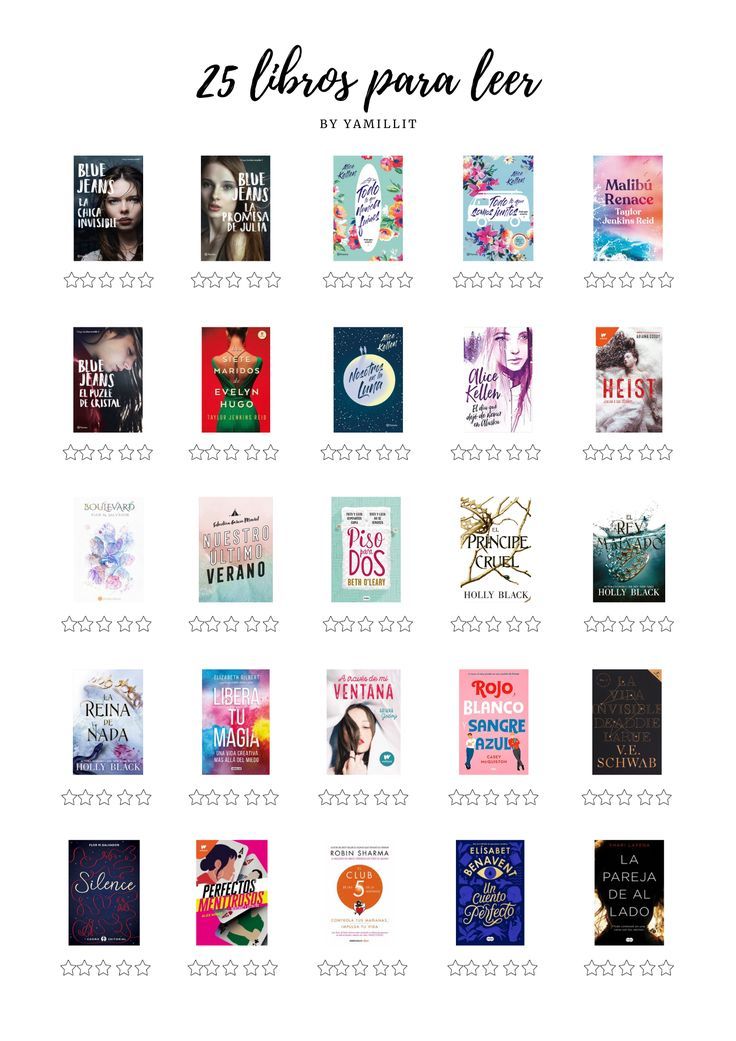 25 libros para leer
BY YAMILLIT
BLUE
JEANS
LA
CHICA
INVISIBLE
BLUE
JEANS
LA
PROMESA
DE JULIA
Alice
Kellen
Todo
lo que
nunca
fuimos
Alice
Kellen
Todo lo que
somos juntos
Malibú
Renace
Taylor
Jenkins Reid
BLUE
JEANS
EL PUZLE
DE CRISTAL
SIETE
MARIDOS
de
EVELYN
HUGO
TAYLOR JENKINS REID
Alice
Kellen
Nosotros
en la
Luna
Alice
Kellen
El día que
dejó de nevar
en Alaska
ARIANA GODOY
HEIST
BOULEVARD
FLOR M. SALVADOR
NUESTRO
ÚLTIMO
VERANO
Piso
para
DOS
BETH O'LEARY
EL
PRÍNCIPE
CRUEL
HOLLY BLACK
EL
REY
MALVADO
HOLLY BLACK
LA
REINA
DE
NADA
HOLLY BLACK
ELIZABETH GILBERT
LIBERA
TU
MAGIA
UNA VIDA CREATIVA
MÁS ALLÁ DEL MIEDO
A través de mi
VENTANA
Ariana
Godoy
ROJO,
BLANCO
SANGRE
AZUL
CASEY
McQUISTON
LA
VIDA
INVISIBLE
DE ADDIE
LARUE
V.E.
SCHWAB
FLOR M. SALVADOR
Silence
PERFECTOS
MENTIROSOS
ALEX
ROBIN SHARMA
EL
CLUB
DE LAS
5
DE LA
MAÑANA
CONTROLA TUS MAÑANAS,
IMPULSA TU VIDA
ELÍSABET
BENAVENT
Un
Cuento
Perfecto
SHARI LAPENA
LA
PAREJA
DE AL
LADO